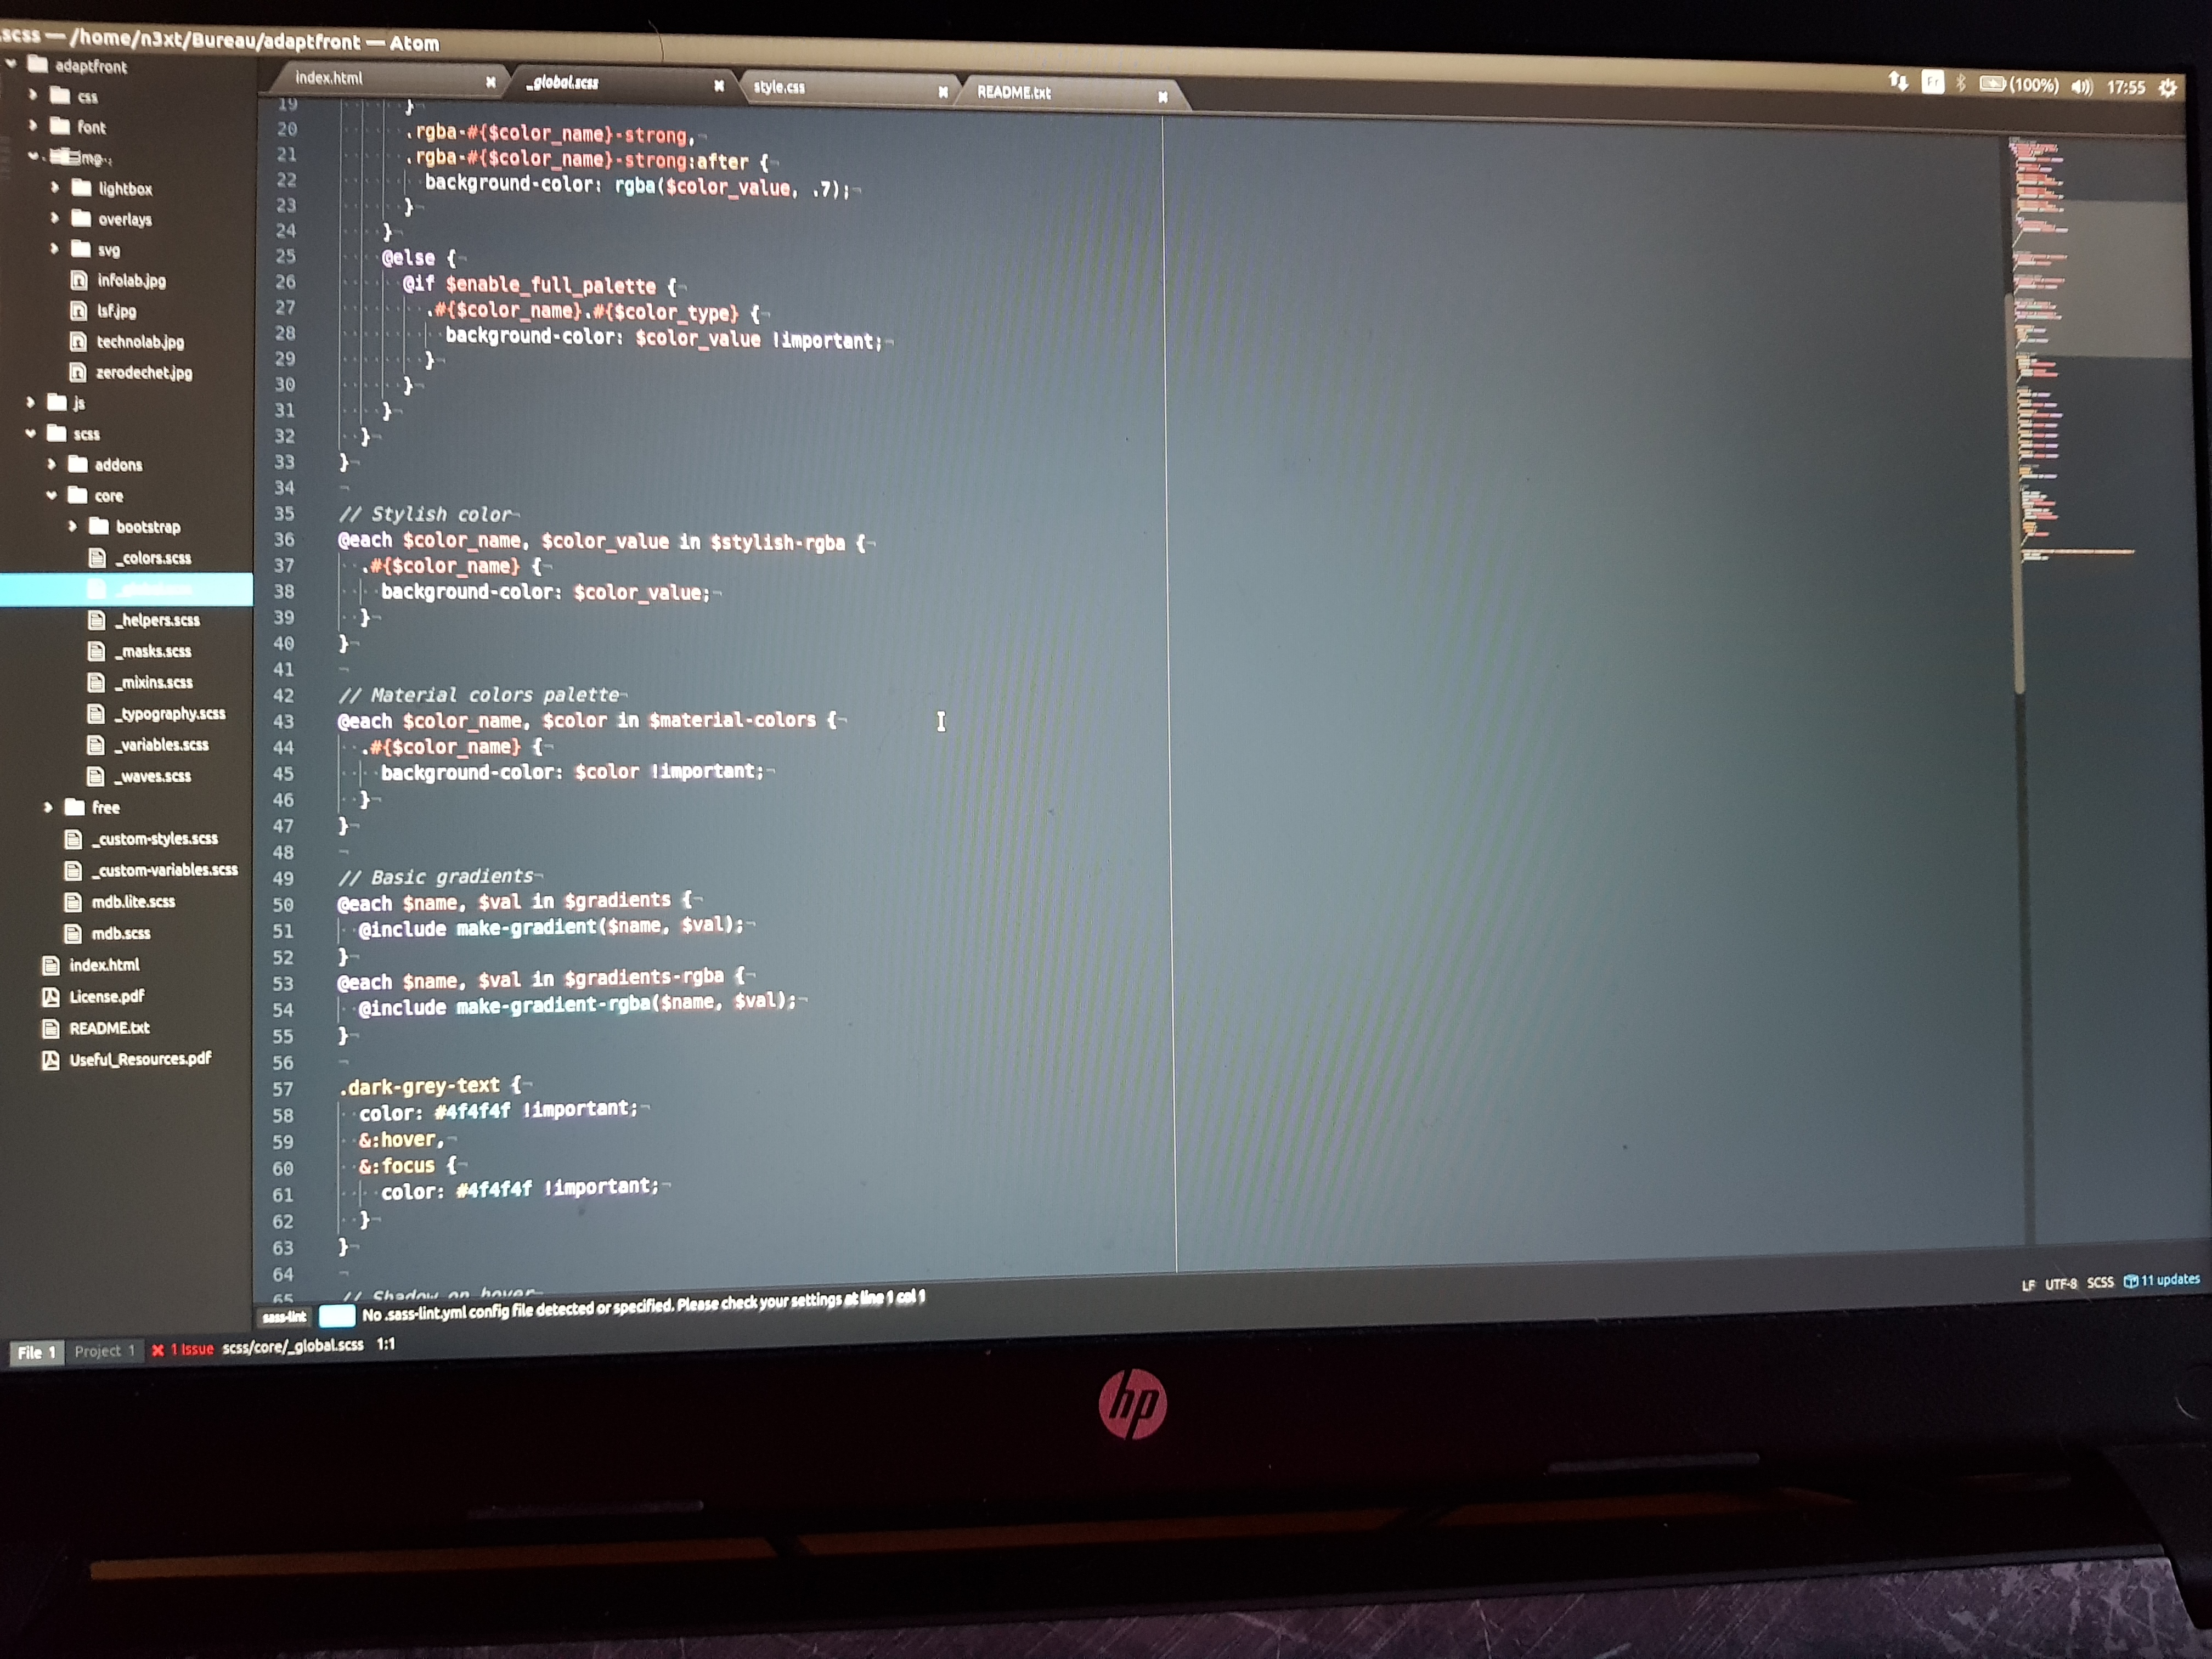 .scss — /home/n3xt/Bureau/adaptfront — Atom
Fr (100%) 17:55
adaptfront
css
font
lightbox
overlays
svg
infolab.jpg
lsf.jpg
technolab.jpg
zerodechet.jpg
js
scss
addons
core
bootstrap
_colors.scss
_helpers.scss
_masks.scss
_mixins.scss
_typography.scss
_variables.scss
_waves.scss
free
_custom-styles.scss
_custom-variables.scss
mdb.lite.scss
mdb.scss
index.html
License.pdf
README.txt
Useful_Resources.pdf
index.html _global.scss style.css README.txt
19 }
20 .rgba-#{$color_name}-strong,
21 .rgba-#{$color_name}-strong:after {
22 background-color: rgba($color_value, .7);
23 }
24 }
25 @else {
26 @if $enable_full_palette {
27 .#{$color_name}.#{$color_type} {
28 background-color: $color_value !important;
29 }
30 }
31 }
32 }
33 }
34
35 // Stylish color
36 @each $color_name, $color_value in $stylish-rgba {
37 .#{$color_name} {
38 background-color: $color_value;
39 }
40 }
41
42 // Material colors palette
43 @each $color_name, $color in $material-colors {
44 .#{$color_name} {
45 background-color: $color !important;
46 }
47 }
48
49 // Basic gradients
50 @each $name, $val in $gradients {
51 @include make-gradient($name, $val);
52 }
53 @each $name, $val in $gradients-rgba {
54 @include make-gradient-rgba($name, $val);
55 }
56
57 .dark-grey-text {
58 color: #4f4f4f !important;
59 &:hover,
60 &:focus {
61 color: #4f4f4f !important;
62 }
63 }
64
65 // Shadow on hover
sass-lint No .sass-lint.yml config file detected or specified. Please check your settings at line 1 col 1
File 1 Project 1 1 Issue scss/core/_global.scss 1:1
LF UTF-8 SCSS 11 updates
hp